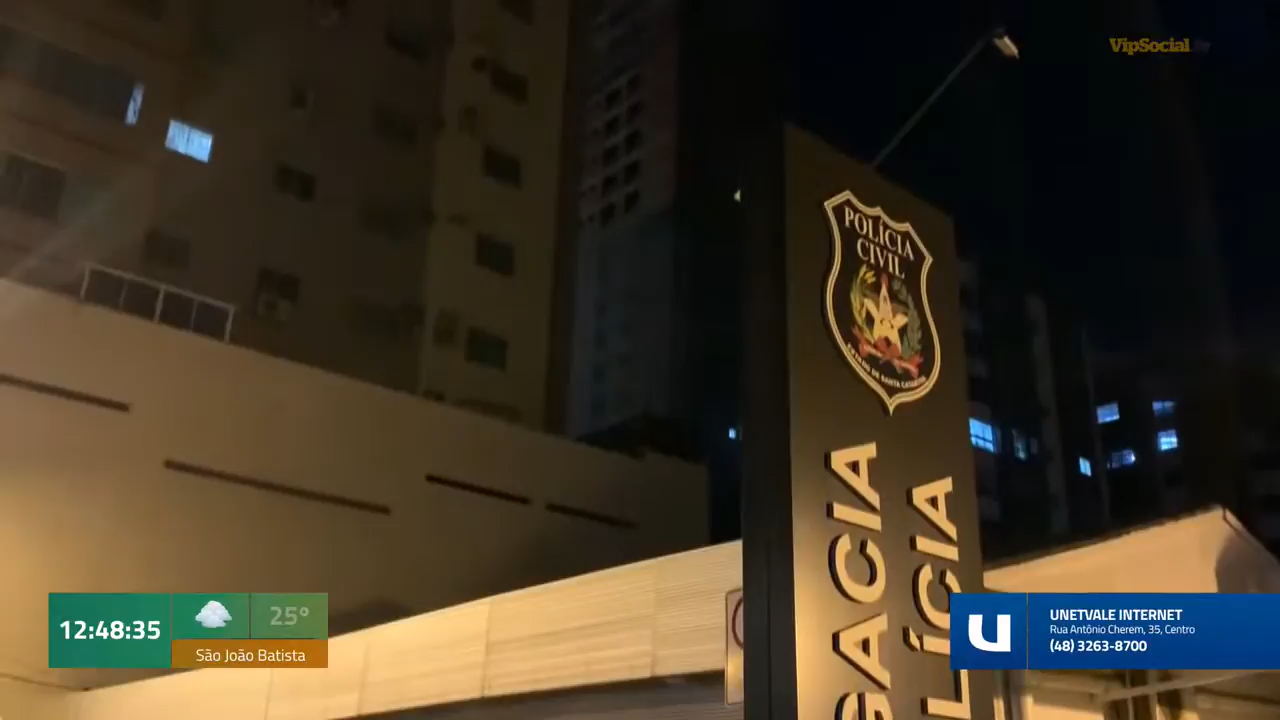 VipSocial
POLÍCIA
CIVIL
ESTADO DE SANTA CATARINA
GACIA
LÍCIA
12:48:35
25°
São João Batista
UNETVALE INTERNET
Rua Antônio Cherem, 35, Centro
(48) 3263-8700